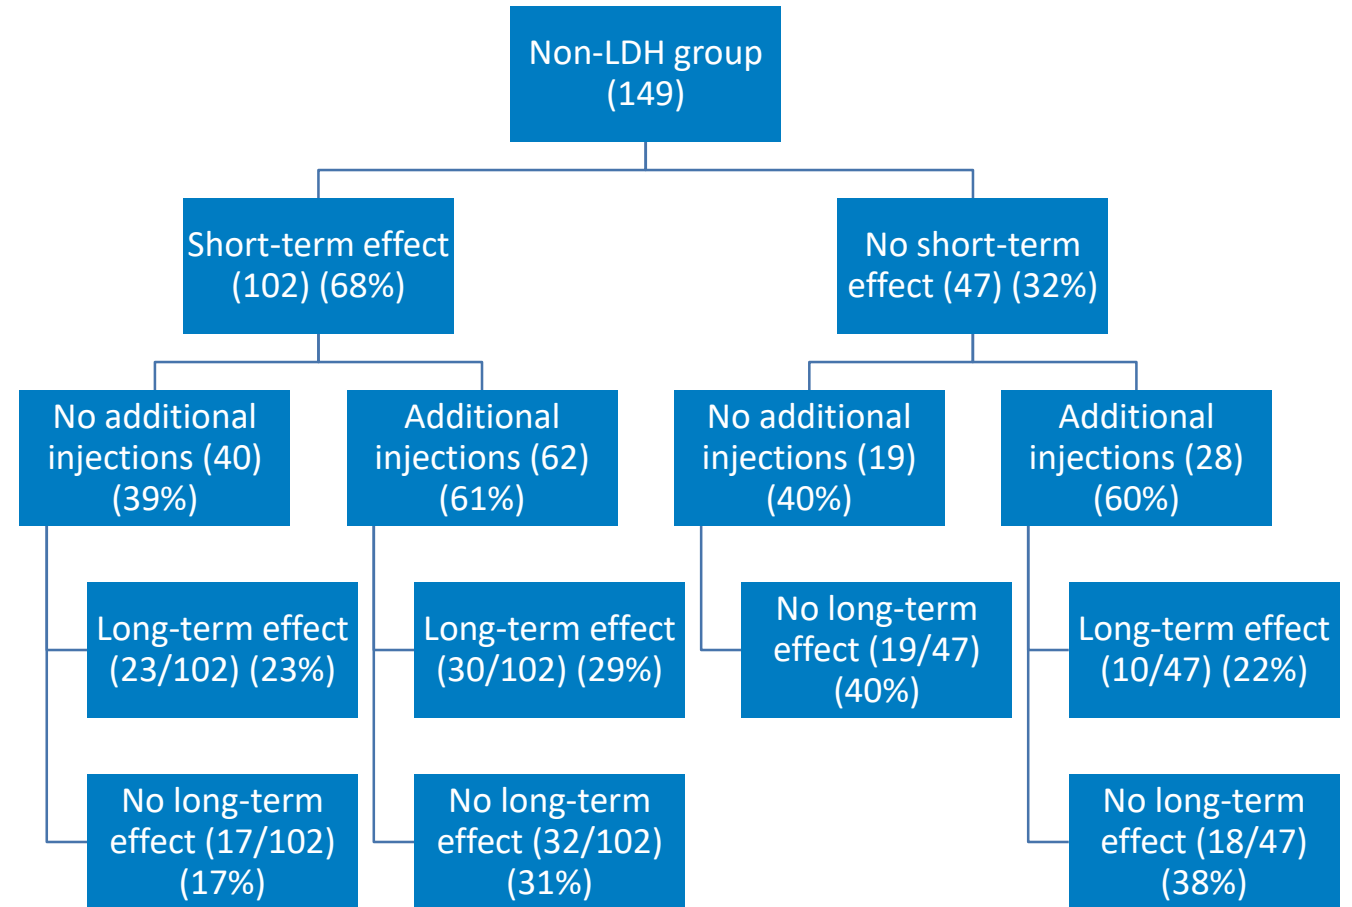 Non-LDH group
(149)
Short-term effect
(102) (68%)
No short-term
effect (47) (32%)
No additional
injections (40)
(39%)
Additional
injections (62)
(61%)
No additional
injections (19)
(40%)
Additional
injections (28)
(60%)
Long-term effect
(23/102) (23%)
Long-term effect
(30/102) (29%)
No long-term
effect (19/47)
(40%)
Long-term effect
(10/47) (22%)
No long-term
effect (17/102)
(17%)
No long-term
effect (32/102)
(31%)
No long-term
effect (18/47)
(38%)